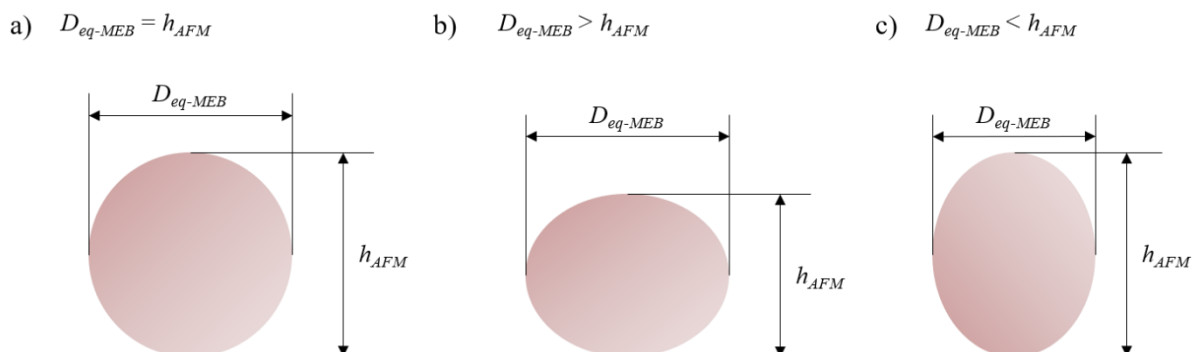 a) D_eq-MEB = h_AFM
b) D_eq-MEB > h_AFM
c) D_eq-MEB < h_AFM
D_eq-MEB
h_AFM
D_eq-MEB
h_AFM
D_eq-MEB
h_AFM